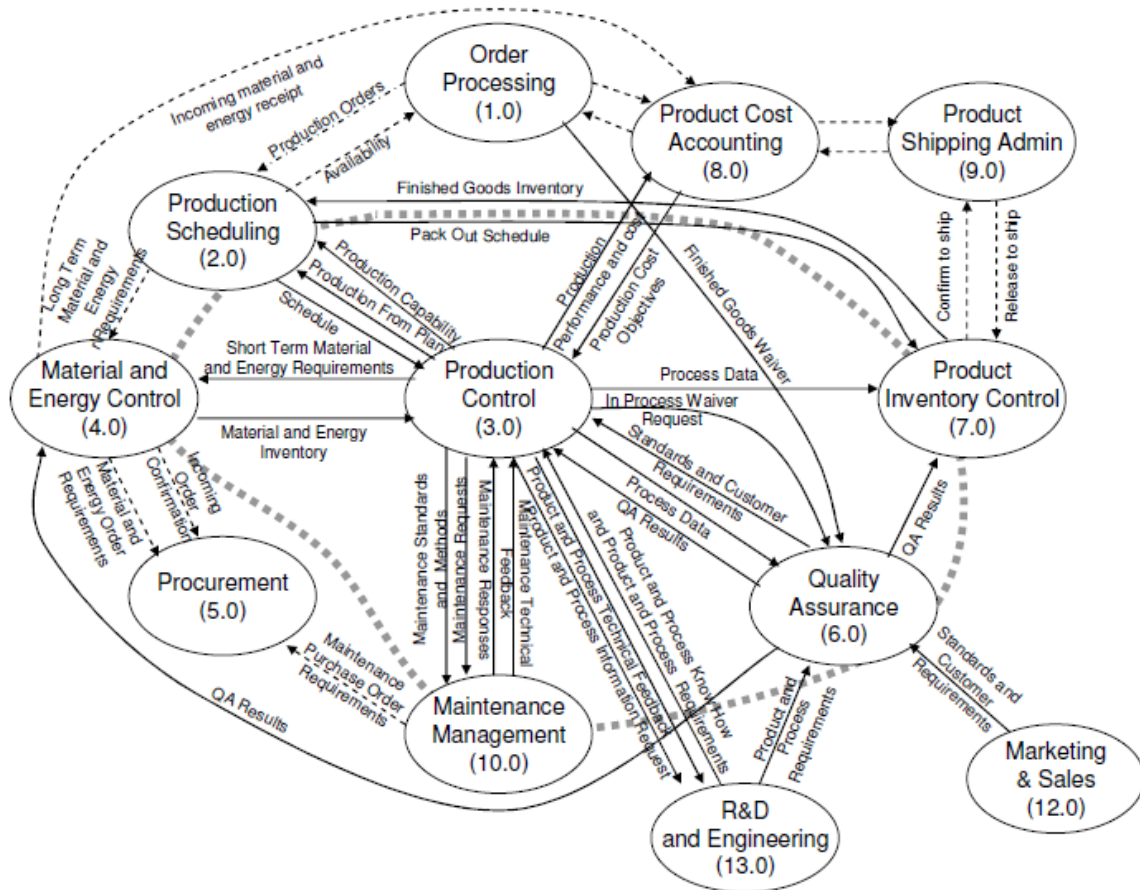 Order
Processing
(1.0)
Product Cost
Accounting
(8.0)
Product
Shipping Admin
(9.0)
Incoming material and
energy receipt
Production Orders
Availability
Production
Scheduling
(2.0)
Finished Goods Inventory
Pack Out Schedule
Long Term
Material and
Energy
Requirements
Schedule
Production Capability
Production From Plan
Production
Performance and cost
Production Cost
Objectives
Finished Goods Waiver
Confirm to ship
Release to ship
Material and
Energy Control
(4.0)
Short Term Material
and Energy Requirements
Material and Energy
Inventory
Production
Control
(3.0)
Process Data
In Process Waiver
Request
Product
Inventory Control
(7.0)
Standards and Customer
Requirements
Process Data
QA Results
QA Results
Incoming
Order
Confirmation
Material and
Energy Order
Requirements
Procurement
(5.0)
Maintenance Standards
and Methods
Maintenance Requests
Maintenance Responses
Maintenance Technical
Feedback
Product and Process Know How
and Product and Process Requirements
Product and Process Technical Feedback
Product and Process Information Request
Quality
Assurance
(6.0)
Maintenance
Purchase Order
Requirements
QA Results
Maintenance
Management
(10.0)
Product and
Process
Requirements
Standards and
Customer
Requirements
Marketing
& Sales
(12.0)
R&D
and Engineering
(13.0)